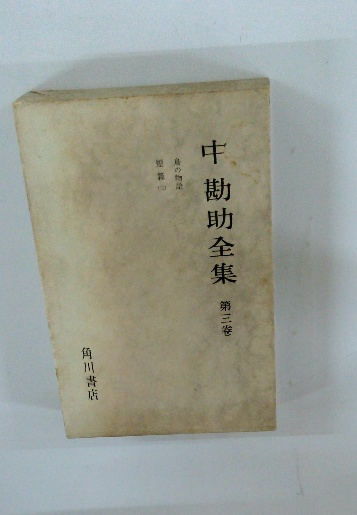 中勘助全集 第三巻
鳥の物語
角川書店